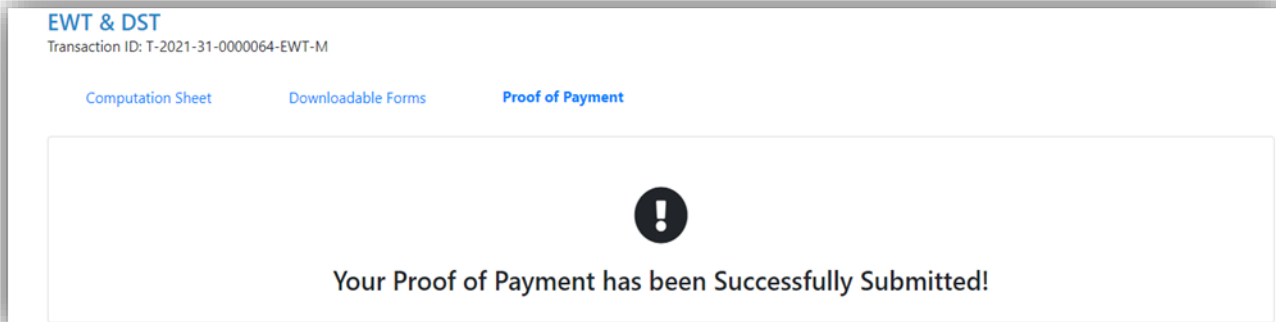 EWT & DST
Transaction ID: T-2021-31-0000064-EWT-M
Computation Sheet Downloadable Forms Proof of Payment
Your Proof of Payment has been Successfully Submitted!